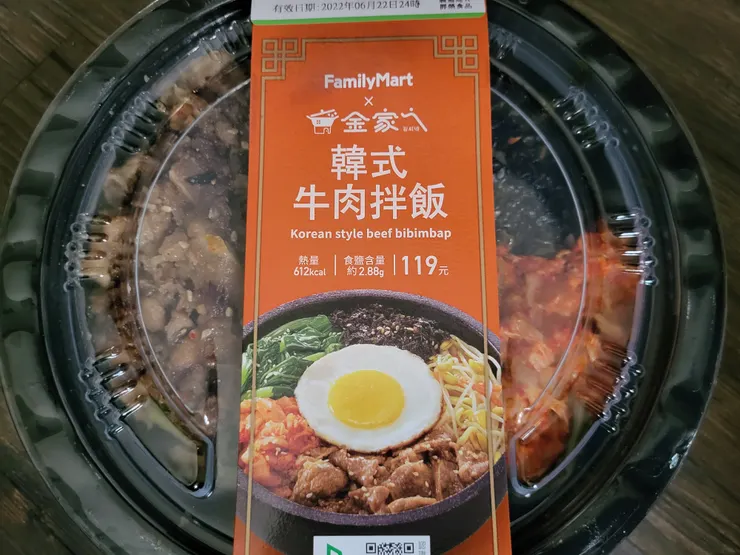 有效日期:2022年06月22日24時
FamilyMart
×
金家ㄟ
韓式
牛肉拌飯
Korean style beef bibimbap
熱量
612kcal
食鹽含量
約2.88g
119元